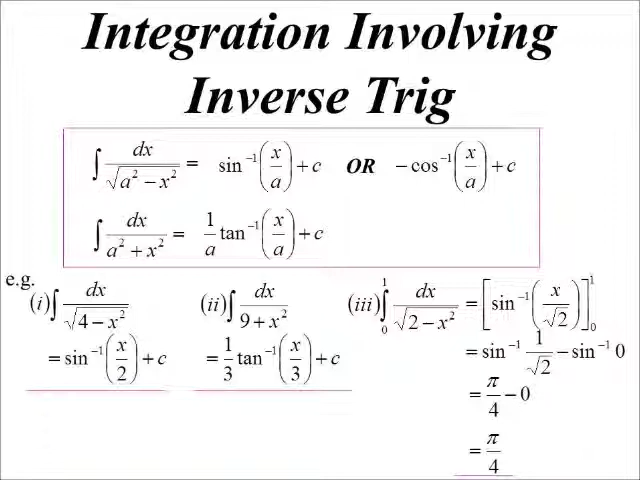 Integration Involving
Inverse Trig
∫ dx/√(a² − x²) = sin⁻¹(x/a) + c OR − cos⁻¹(x/a) + c
∫ dx/(a² + x²) = 1/a tan⁻¹(x/a) + c
e.g.
(i) ∫ dx/√(4 − x²)
= sin⁻¹(x/2) + c
(ii) ∫ dx/(9 + x²)
= 1/3 tan⁻¹(x/3) + c
(iii) ∫₀¹ dx/√(2 − x²) = [sin⁻¹(x/√2)]₀¹
= sin⁻¹ 1/√2 − sin⁻¹ 0
= π/4 − 0
= π/4